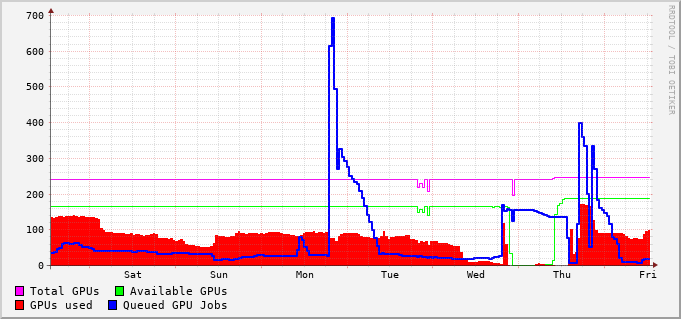 700
600
500
400
300
200
100
0
Sat Sun Mon Tue Wed Thu Fri
Total GPUs Available GPUs
GPUs used Queued GPU Jobs
RRDTOOL / TOBI OETIKER